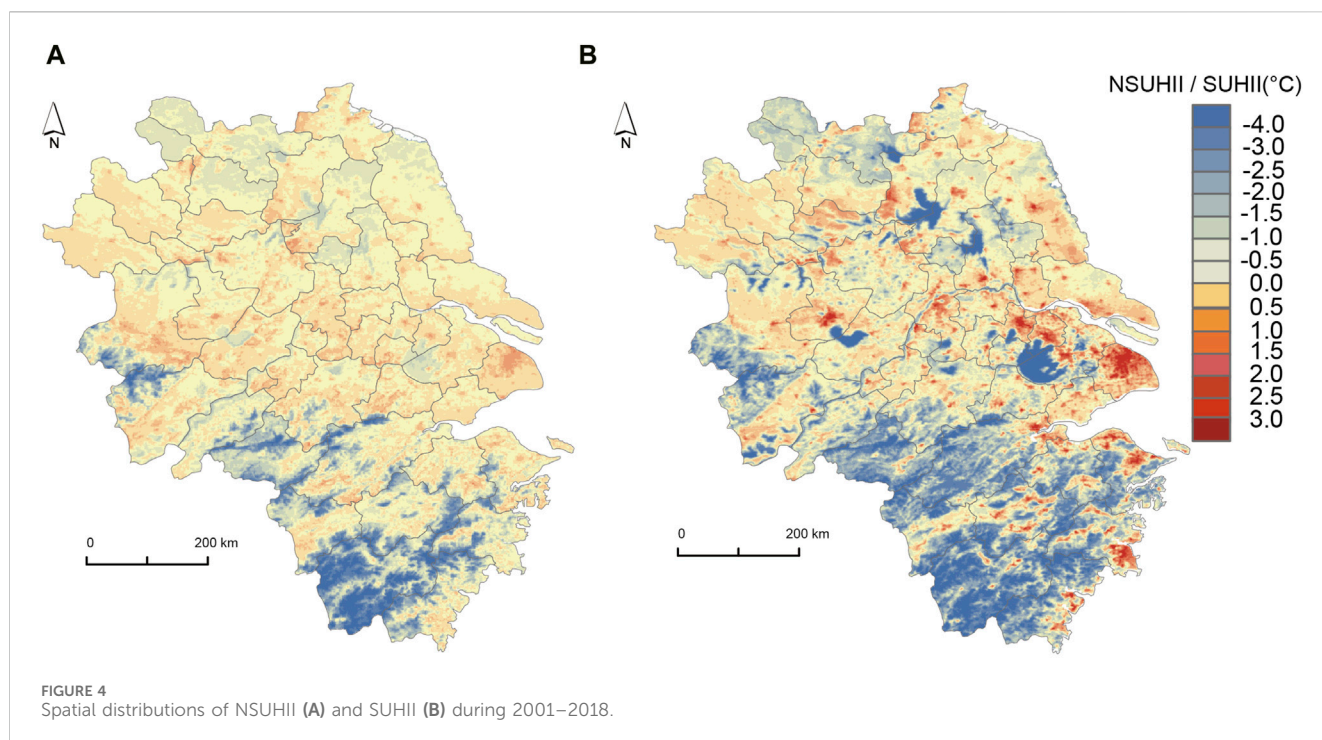 A
B
NSUHII / SUHII(°C)
N
N
-4.0
-3.0
-2.5
-2.0
-1.5
-1.0
-0.5
0.0
0.5
1.0
1.5
2.0
2.5
3.0
0 200 km
0 200 km
FIGURE 4
Spatial distributions of NSUHII (A) and SUHII (B) during 2001–2018.